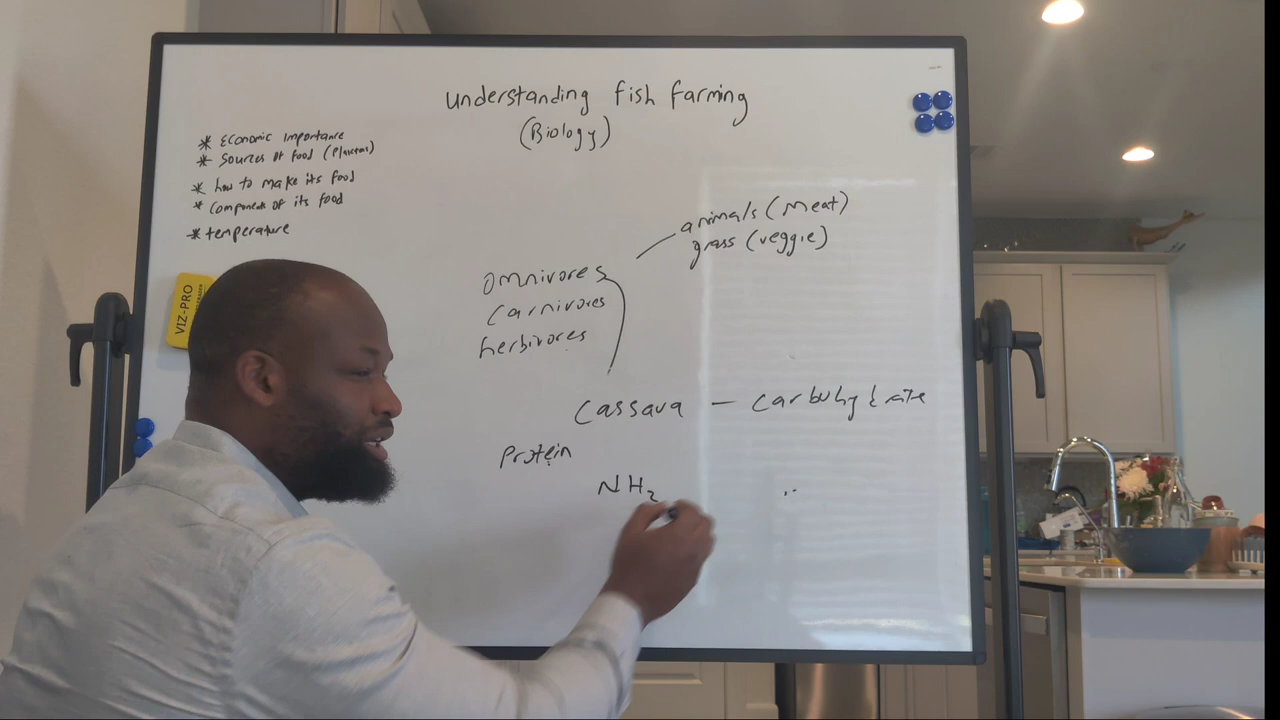 understanding fish farming
(Biology)
* Economic importance
* Sources of food (
* how to make its food
* Component of its food
* temperature
VIZ-PRO
animals (meat)
grass (veggie)
omnivores
carnivores
herbivores
Cassava — carbohydrate
Protein
NH2